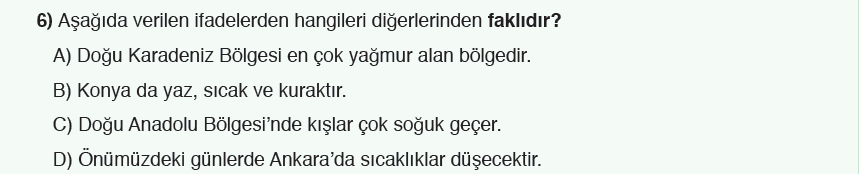 6) Aşağıda verilen ifadelerden hangileri diğerlerinden faklıdır?
A) Doğu Karadeniz Bölgesi en çok yağmur alan bölgedir.
B) Konya da yaz, sıcak ve kuraktır.
C) Doğu Anadolu Bölgesi’nde kışlar çok soğuk geçer.
D) Önümüzdeki günlerde Ankara’da sıcaklıklar düşecektir.